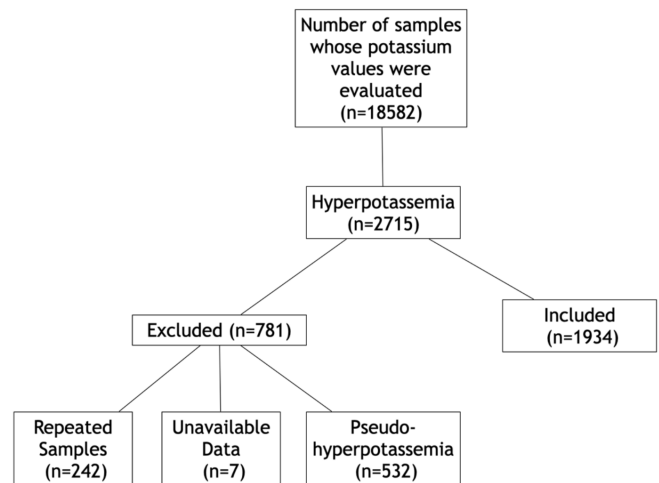 Number of samples
whose potassium
values were
evaluated
(n=18582)
Hyperpotassemia
(n=2715)
Excluded (n=781)
Included
(n=1934)
Repeated
Samples
(n=242)
Unavailable
Data
(n=7)
Pseudo-
hyperpotassemia
(n=532)